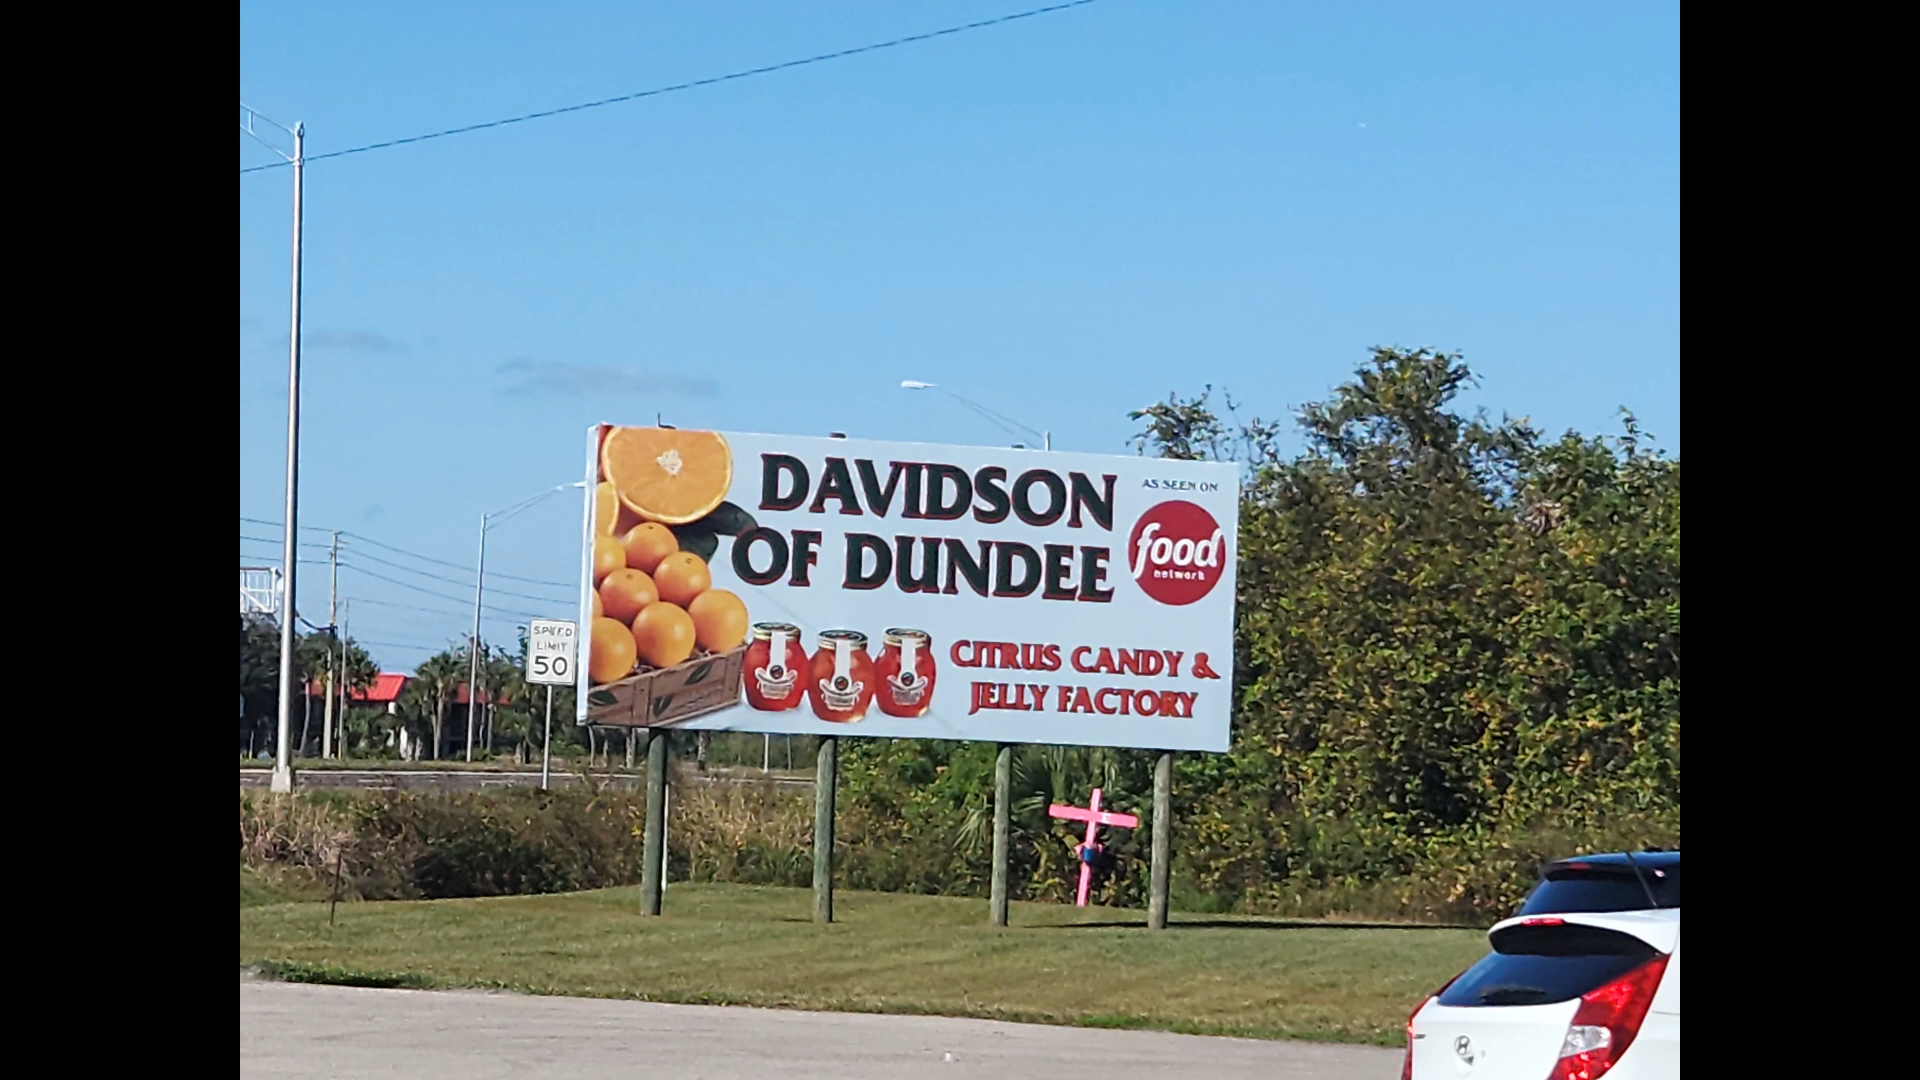 DAVIDSON
OF DUNDEE
AS SEEN ON
food
network
CITRUS CANDY &
JELLY FACTORY
SPEED
LIMIT
50